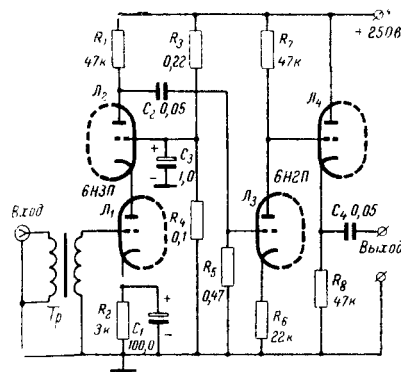 R₁
47к
R₃
0,22
R₇
47к
+ 250в
Л₂
C₂ 0,05
Л₄
6Н3П
C₃
1,0
+
−
6Н2П
Вход
Л₁
R₄
0,1
Л₃
C₄ 0,05
Выход
Тр
R₂
3к
+
−
C₁
100,0
R₅
0,47
R₆
22к
R₈
47к